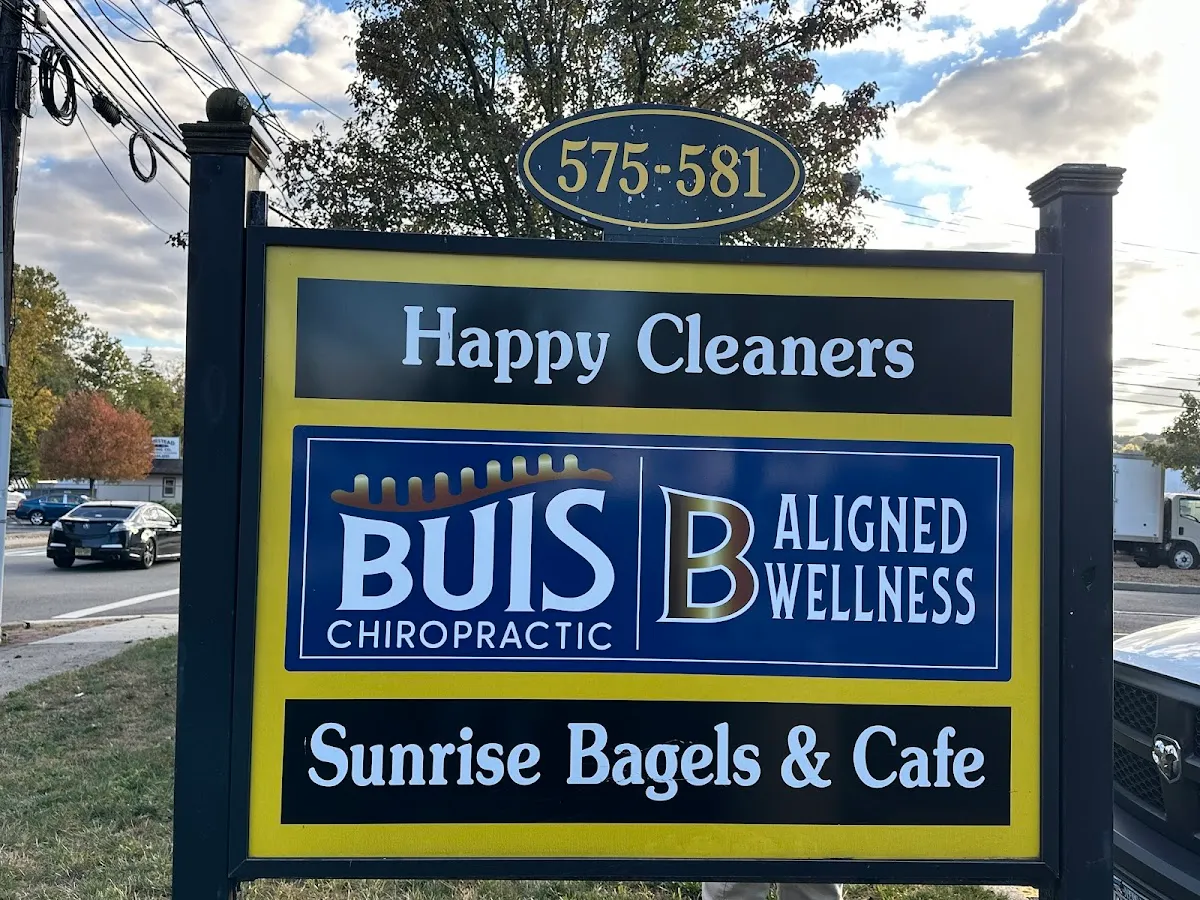 575-581
Happy Cleaners
BUIS
CHIROPRACTIC
B
ALIGNED
WELLNESS
Sunrise Bagels & Cafe